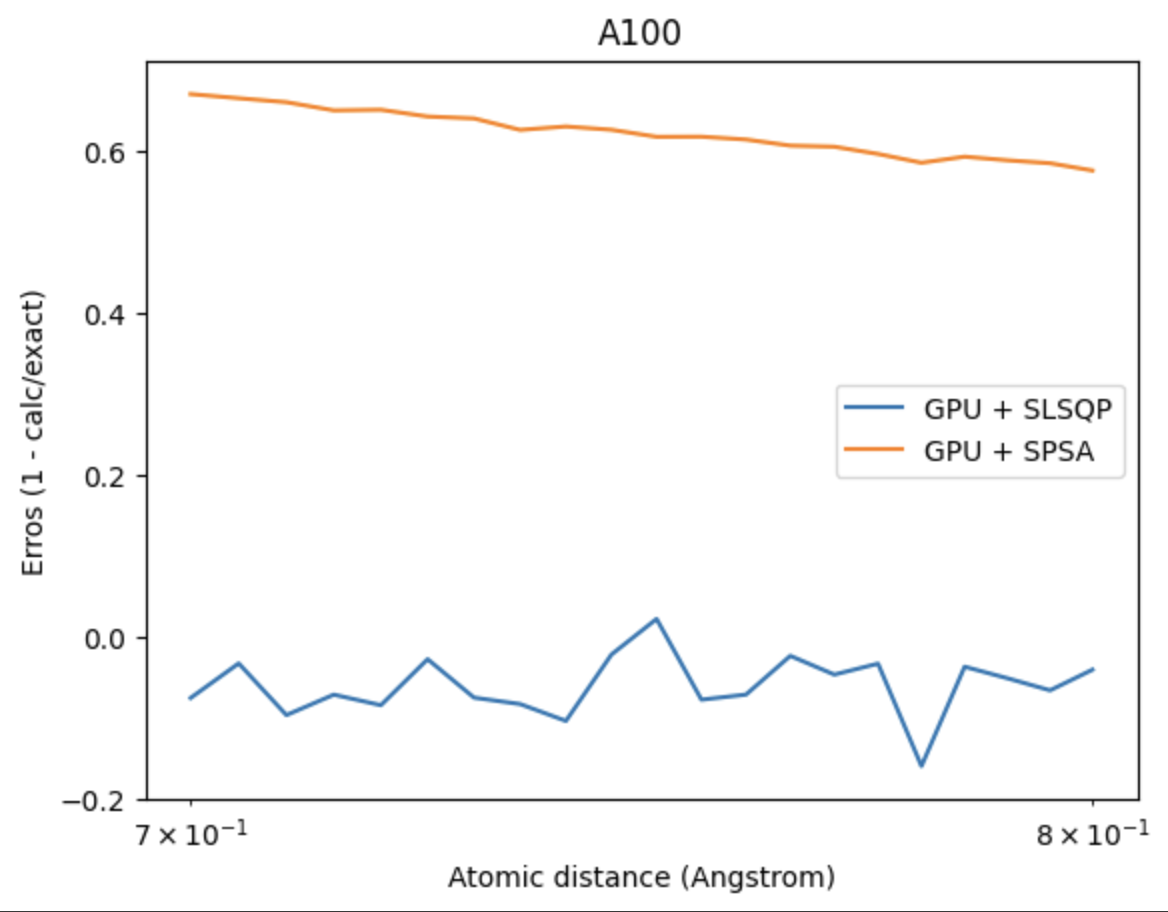 A100
0.6
0.4
0.2
0.0
−0.2
Erros (1 - calc/exact)
GPU + SLSQP
GPU + SPSA
7 × 10⁻¹
8 × 10⁻¹
Atomic distance (Angstrom)